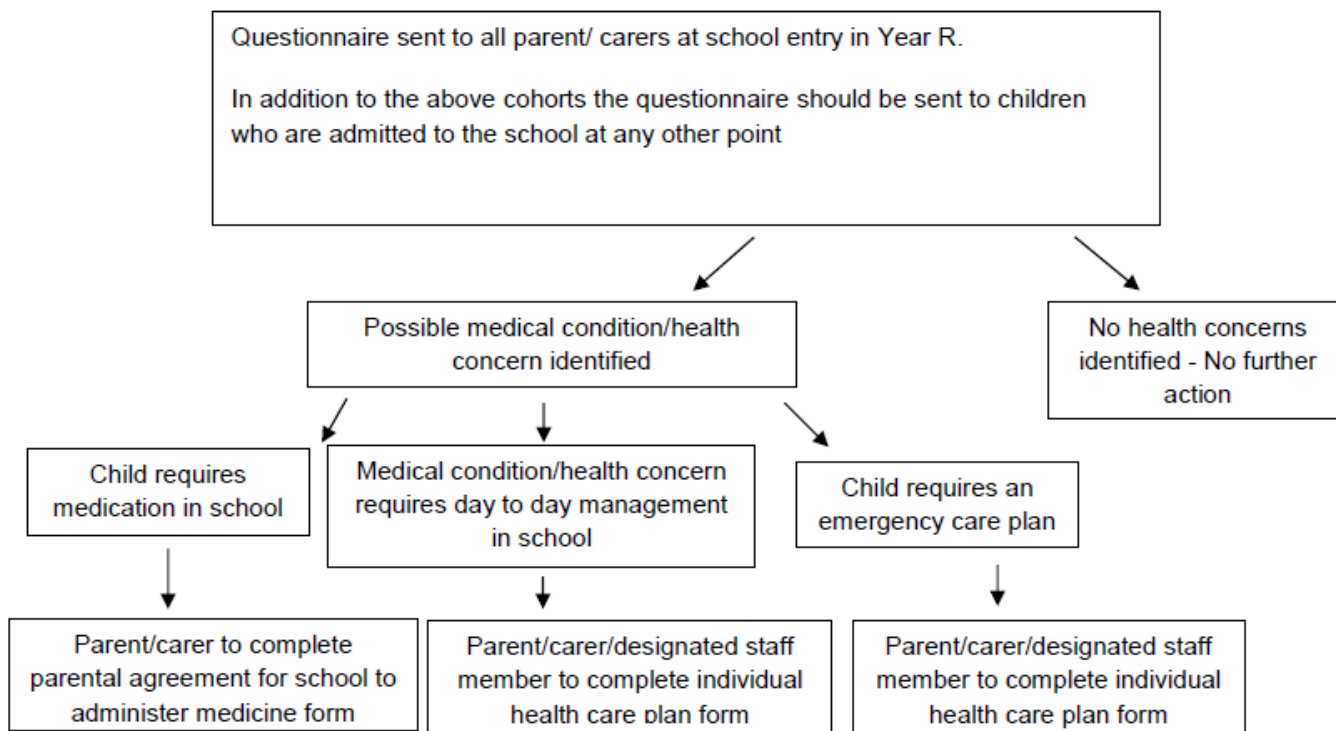 Questionnaire sent to all parent/ carers at school entry in Year R.
In addition to the above cohorts the questionnaire should be sent to children
who are admitted to the school at any other point
Possible medical condition/health
concern identified
No health concerns
identified - No further
action
Child requires
medication in school
Medical condition/health concern
requires day to day management
in school
Child requires an
emergency care plan
Parent/carer to complete
parental agreement for school to
administer medicine form
Parent/carer/designated staff
member to complete individual
health care plan form
Parent/carer/designated staff
member to complete individual
health care plan form